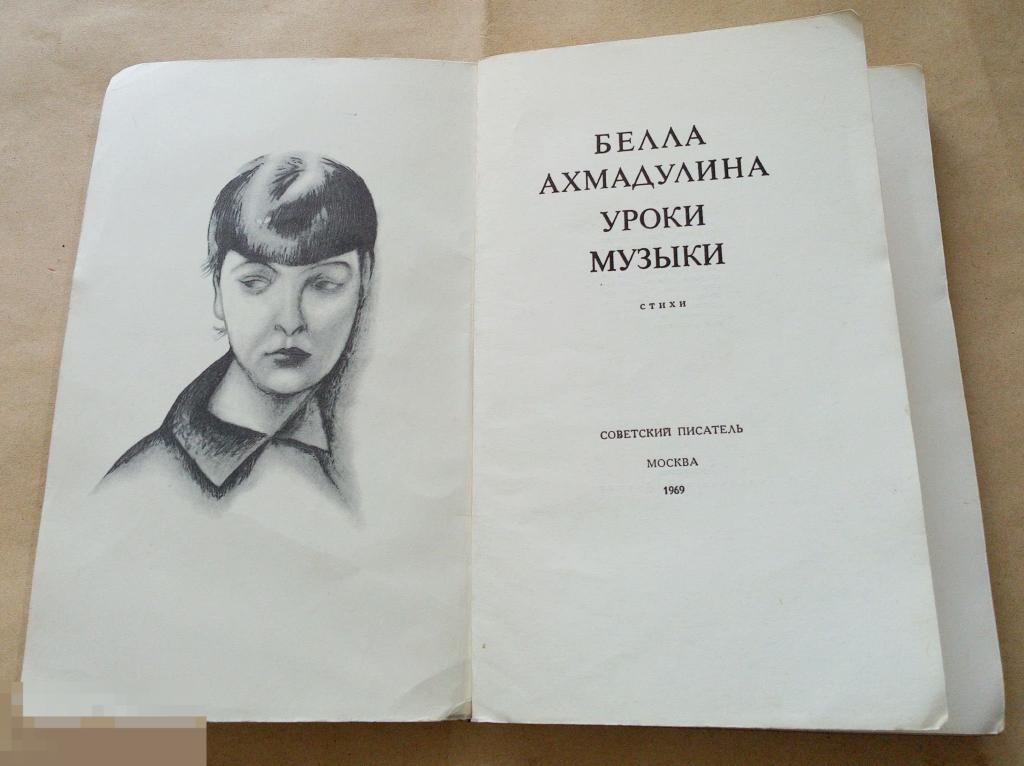 БЕЛЛА
АХМАДУЛИНА
УРОКИ
МУЗЫКИ
стихи
СОВЕТСКИЙ ПИСАТЕЛЬ
МОСКВА
1969